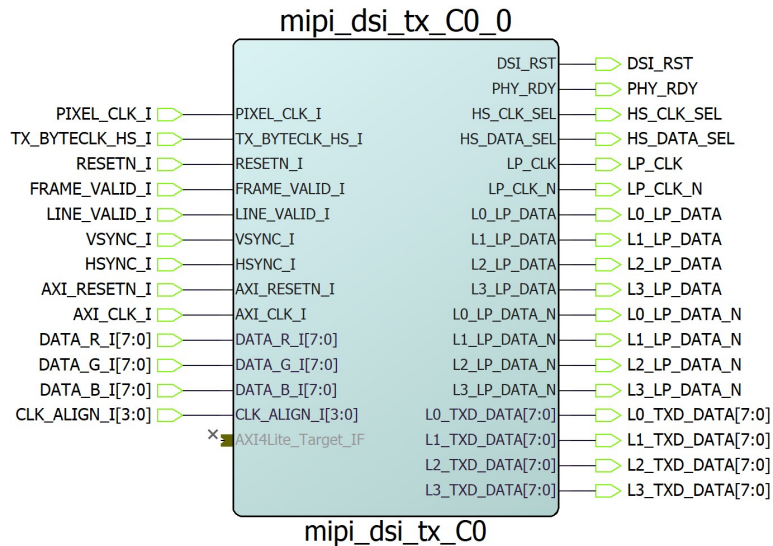 mipi_dsi_tx_C0_0
DSI_RST DSI_RST
PHY_RDY PHY_RDY
PIXEL_CLK_I PIXEL_CLK_I HS_CLK_SEL HS_CLK_SEL
TX_BYTECLK_HS_I TX_BYTECLK_HS_I HS_DATA_SEL HS_DATA_SEL
RESETN_I RESETN_I LP_CLK LP_CLK
FRAME_VALID_I FRAME_VALID_I LP_CLK_N LP_CLK_N
LINE_VALID_I LINE_VALID_I L0_LP_DATA L0_LP_DATA
VSYNC_I VSYNC_I L1_LP_DATA L1_LP_DATA
HSYNC_I HSYNC_I L2_LP_DATA L2_LP_DATA
AXI_RESETN_I AXI_RESETN_I L3_LP_DATA L3_LP_DATA
AXI_CLK_I AXI_CLK_I L0_LP_DATA_N L0_LP_DATA_N
DATA_R_I[7:0] DATA_R_I[7:0] L1_LP_DATA_N L1_LP_DATA_N
DATA_G_I[7:0] DATA_G_I[7:0] L2_LP_DATA_N L2_LP_DATA_N
DATA_B_I[7:0] DATA_B_I[7:0] L3_LP_DATA_N L3_LP_DATA_N
CLK_ALIGN_I[3:0] CLK_ALIGN_I[3:0] L0_TXD_DATA[7:0] L0_TXD_DATA[7:0]
AXI4Lite_Target_IF L1_TXD_DATA[7:0] L1_TXD_DATA[7:0]
L2_TXD_DATA[7:0] L2_TXD_DATA[7:0]
L3_TXD_DATA[7:0] L3_TXD_DATA[7:0]
mipi_dsi_tx_C0